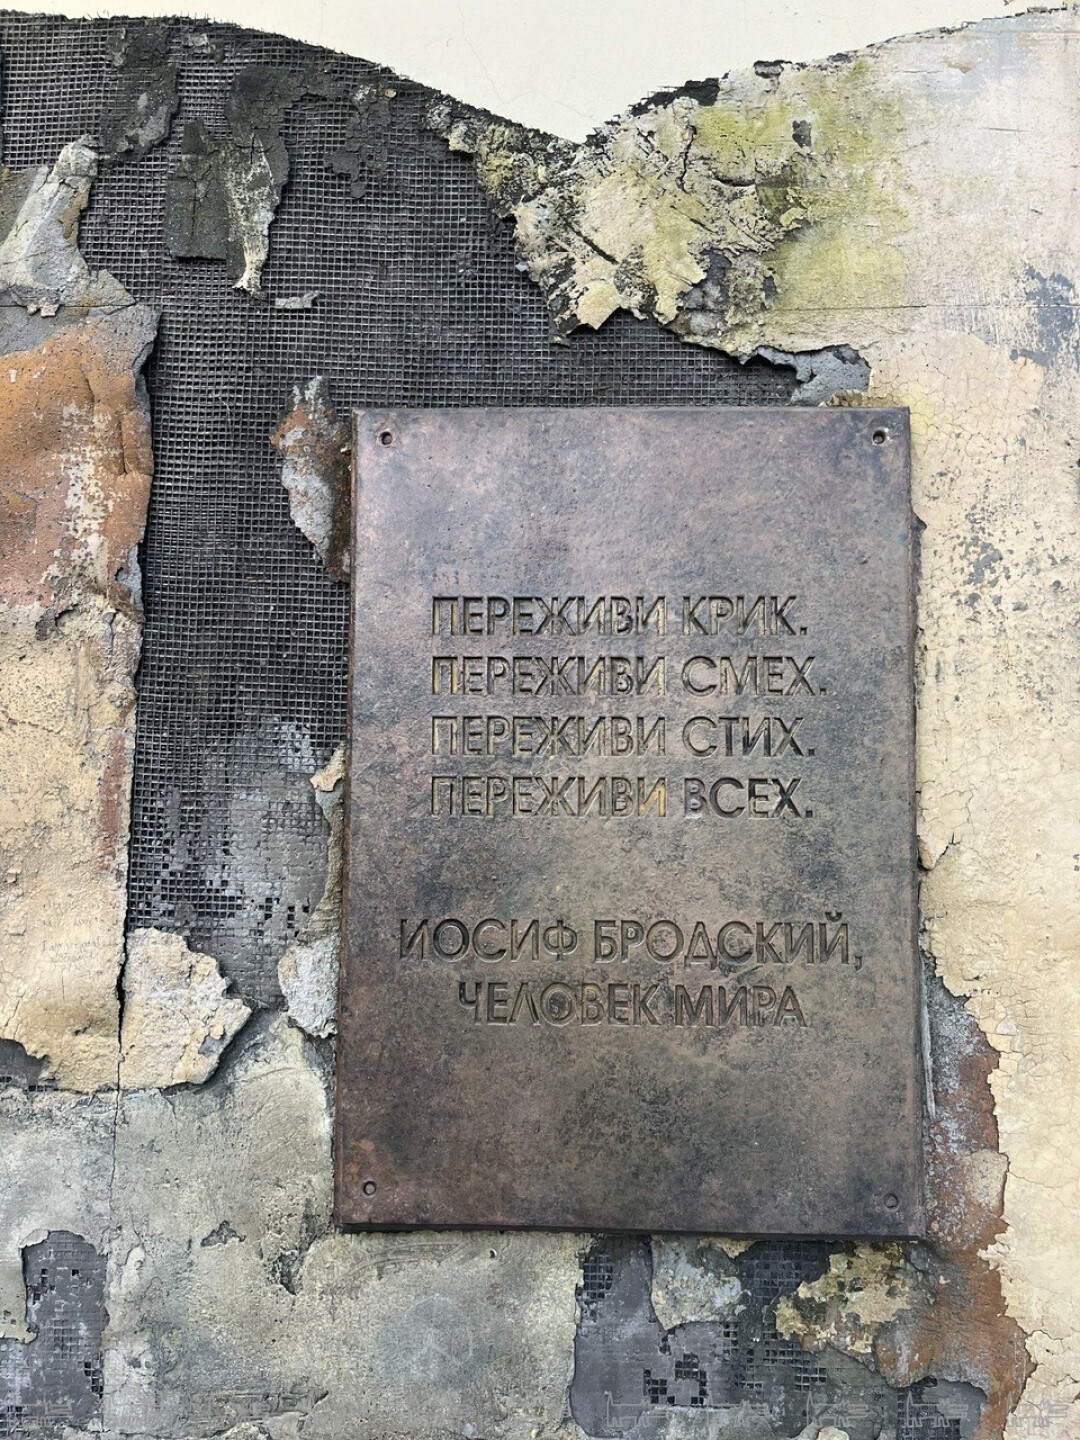 ПЕРЕЖИВИ КРИК.
ПЕРЕЖИВИ СМЕХ.
ПЕРЕЖИВИ СТИХ.
ПЕРЕЖИВИ ВСЕХ.
ИОСИФ БРОДСКИЙ,
ЧЕЛОВЕК МИРА